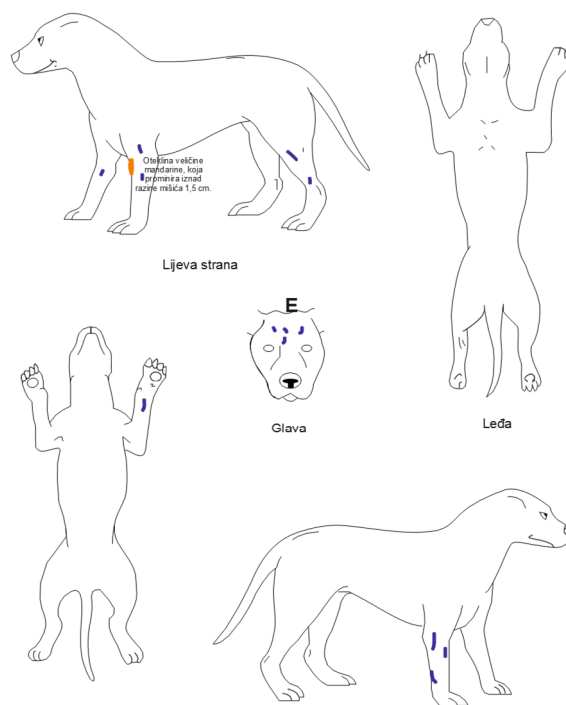 Oteklina veličine
mandarine, koja
prominira iznad
razine mišića 1,5 cm.
Lijeva strana
E
Glava
Leđa